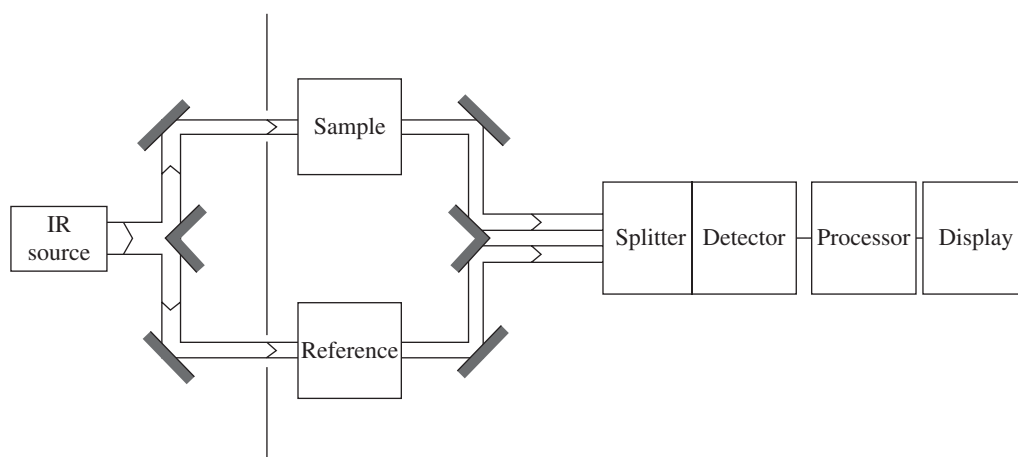 Sample
IR
source
Splitter
Detector
Processor
Display
Reference